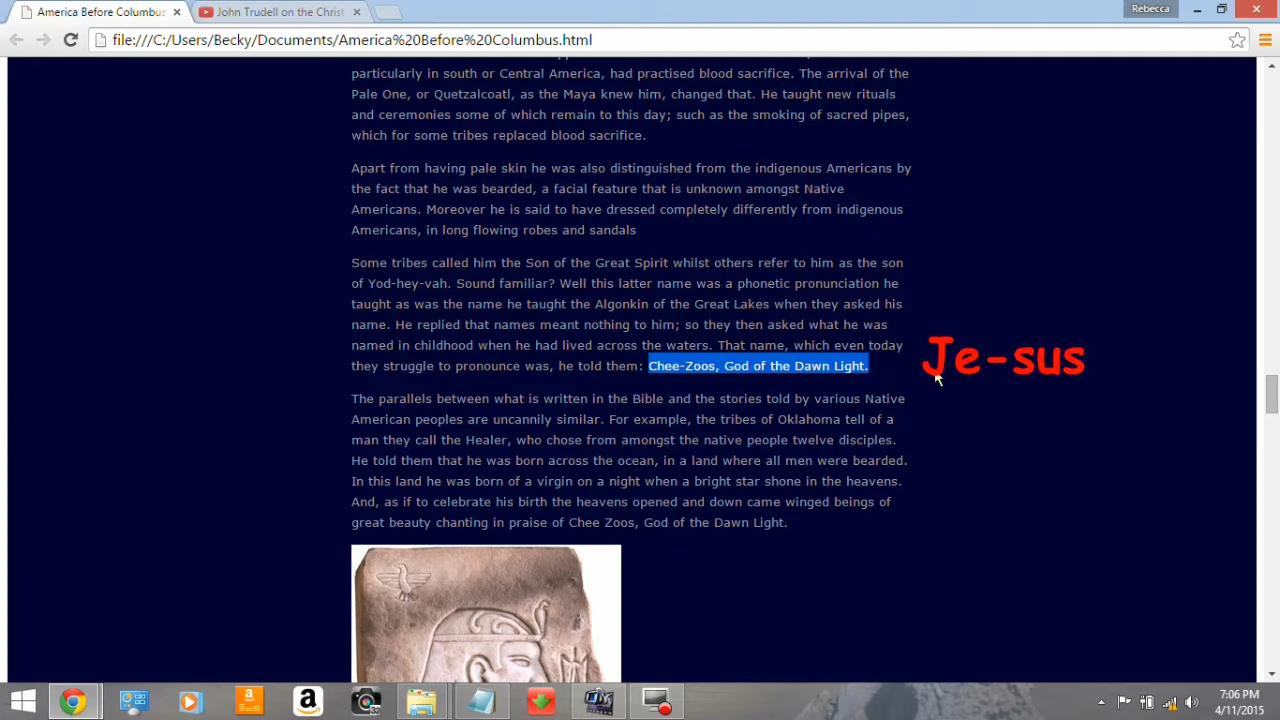 America Before Columbus
John Trudell on the Christ
Rebecca
file:///C:/Users/Becky/Documents/America%20Before%20Columbus.html
particularly in south or Central America, had practised blood sacrifice. The arrival of the
Pale One, or Quetzalcoatl, as the Maya knew him, changed that. He taught new rituals
and ceremonies some of which remain to this day; such as the smoking of sacred pipes,
which for some tribes replaced blood sacrifice.
Apart from having pale skin he was also distinguished from the indigenous Americans by
the fact that he was bearded, a facial feature that is unknown amongst Native
Americans. Moreover he is said to have dressed completely differently from indigenous
Americans, in long flowing robes and sandals
Some tribes called him the Son of the Great Spirit whilst others refer to him as the son
of Yod-hey-vah. Sound familiar? Well this latter name was a phonetic pronunciation he
taught as was the name he taught the Algonkin of the Great Lakes when they asked his
name. He replied that names meant nothing to him; so they then asked what he was
named in childhood when he had lived across the waters. That name, which even today
they struggle to pronounce was, he told them: Chee-Zoos, God of the Dawn Light.
Je-sus
The parallels between what is written in the Bible and the stories told by various Native
American peoples are uncannily similar. For example, the tribes of Oklahoma tell of a
man they call the Healer, who chose from amongst the native people twelve disciples.
He told them that he was born across the ocean, in a land where all men were bearded.
In this land he was born of a virgin on a night when a bright star shone in the heavens.
And, as if to celebrate his birth the heavens opened and down came winged beings of
great beauty chanting in praise of Chee Zoos, God of the Dawn Light.
7:06 PM
4/11/2015